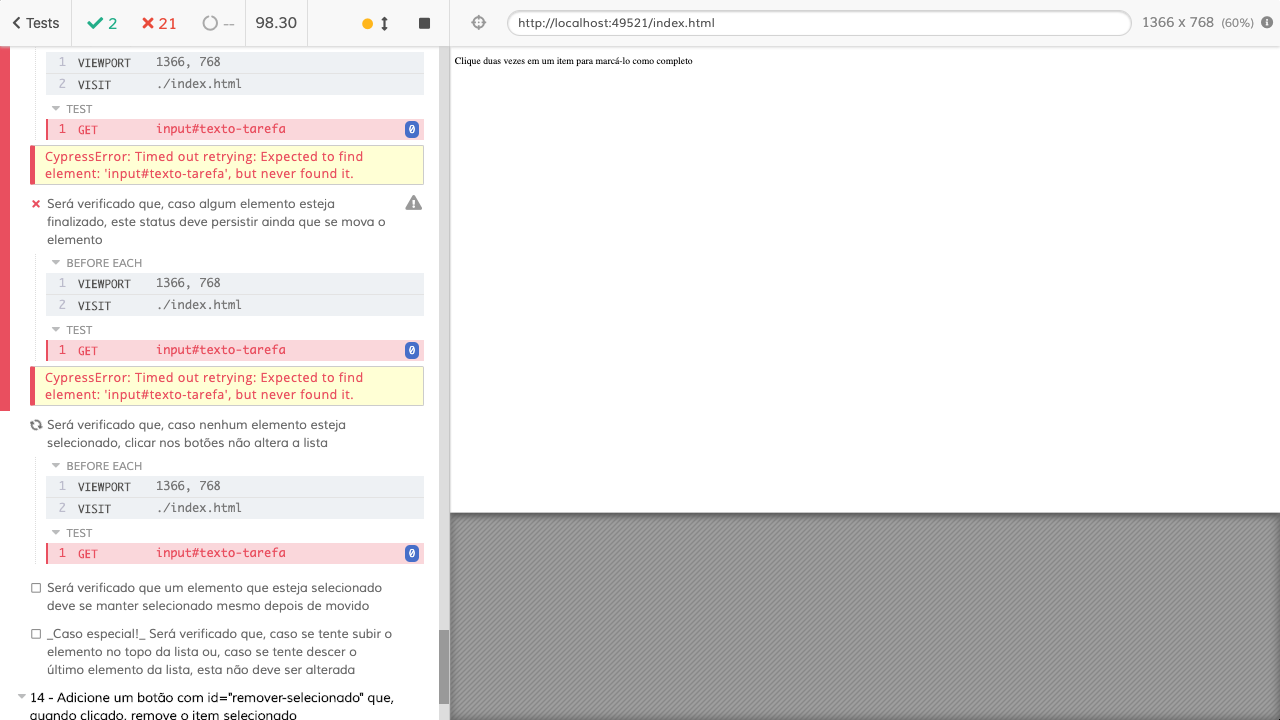 Tests 2 21 -- 98.30 http://localhost:49521/index.html 1366 x 768 (60%)
1 VIEWPORT 1366, 768
2 VISIT ./index.html
TEST
1 GET input#texto-tarefa 0
CypressError: Timed out retrying: Expected to find
element: 'input#texto-tarefa', but never found it.
Será verificado que, caso algum elemento esteja
finalizado, este status deve persistir ainda que se mova o
elemento
BEFORE EACH
1 VIEWPORT 1366, 768
2 VISIT ./index.html
TEST
1 GET input#texto-tarefa 0
CypressError: Timed out retrying: Expected to find
element: 'input#texto-tarefa', but never found it.
Será verificado que, caso nenhum elemento esteja
selecionado, clicar nos botões não altera a lista
BEFORE EACH
1 VIEWPORT 1366, 768
2 VISIT ./index.html
TEST
1 GET input#texto-tarefa 0
Será verificado que um elemento que esteja selecionado
deve se manter selecionado mesmo depois de movido
_Caso especial!_ Será verificado que, caso se tente subir o
elemento no topo da lista ou, caso se tente descer o
último elemento da lista, esta não deve ser alterada
14 - Adicione um botão com id="remover-selecionado" que,
quando clicado, remove o item selecionado
Clique duas vezes em um item para marcá-lo como completo